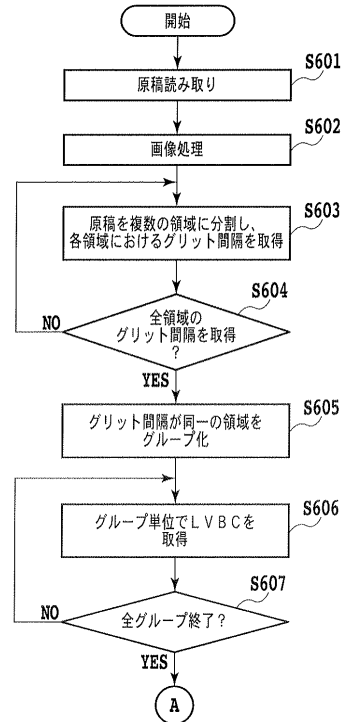 開始
S601
原稿読み取り
S602
画像処理
S603
原稿を複数の領域に分割し、
各領域におけるグリット間隔を取得
S604
全領域の
グリット間隔を取得
?
NO
YES
S605
グリット間隔が同一の領域を
グループ化
S606
グループ単位でLVBCを
取得
S607
全グループ終了?
NO
YES
A